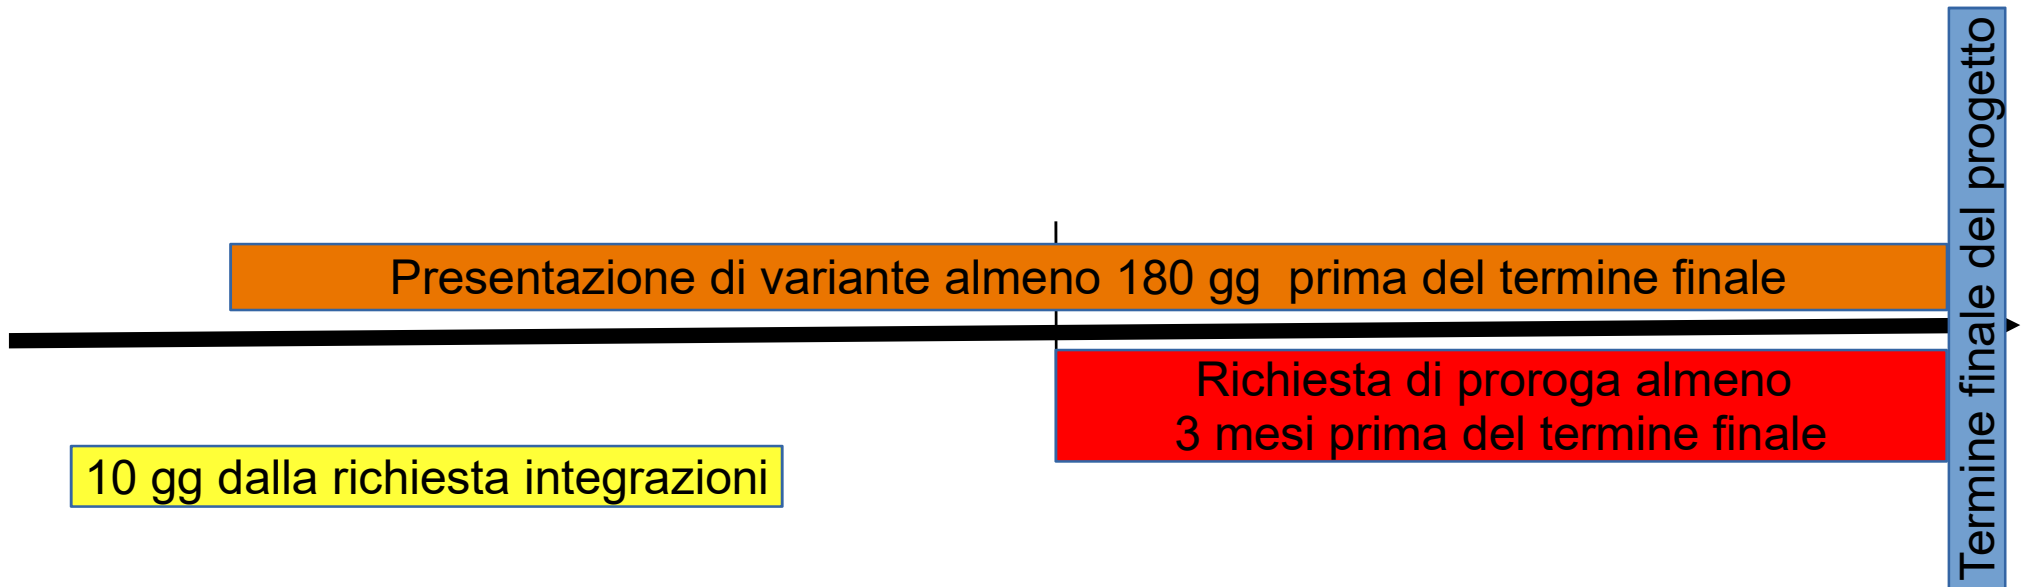 Presentazione di variante almeno 180 gg  prima del termine finale
Richiesta di proroga almeno
3 mesi prima del termine finale
10 gg dalla richiesta integrazioni
Termine finale del progetto